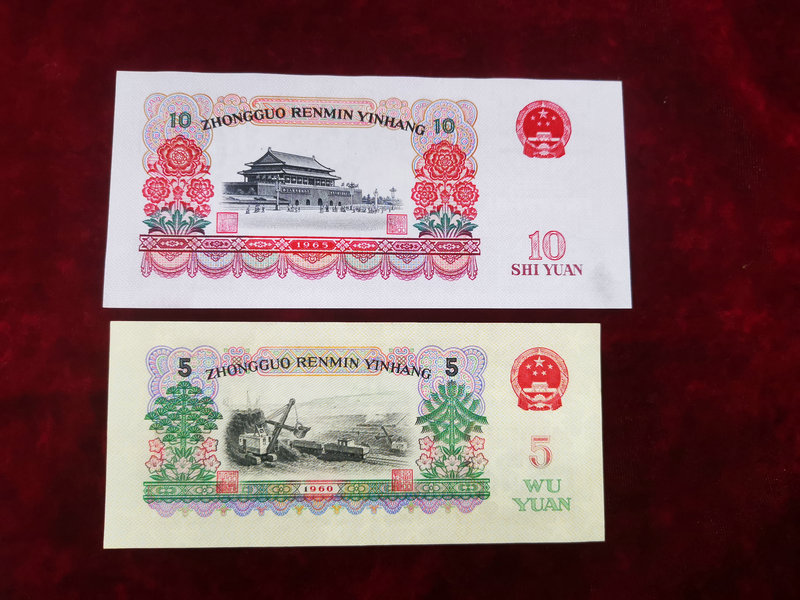 10 ZHONGGUO RENMIN YINHANG 10
1965
10
SHI YUAN
5 ZHONGGUO RENMIN YINHANG 5
1960
5
WU
YUAN